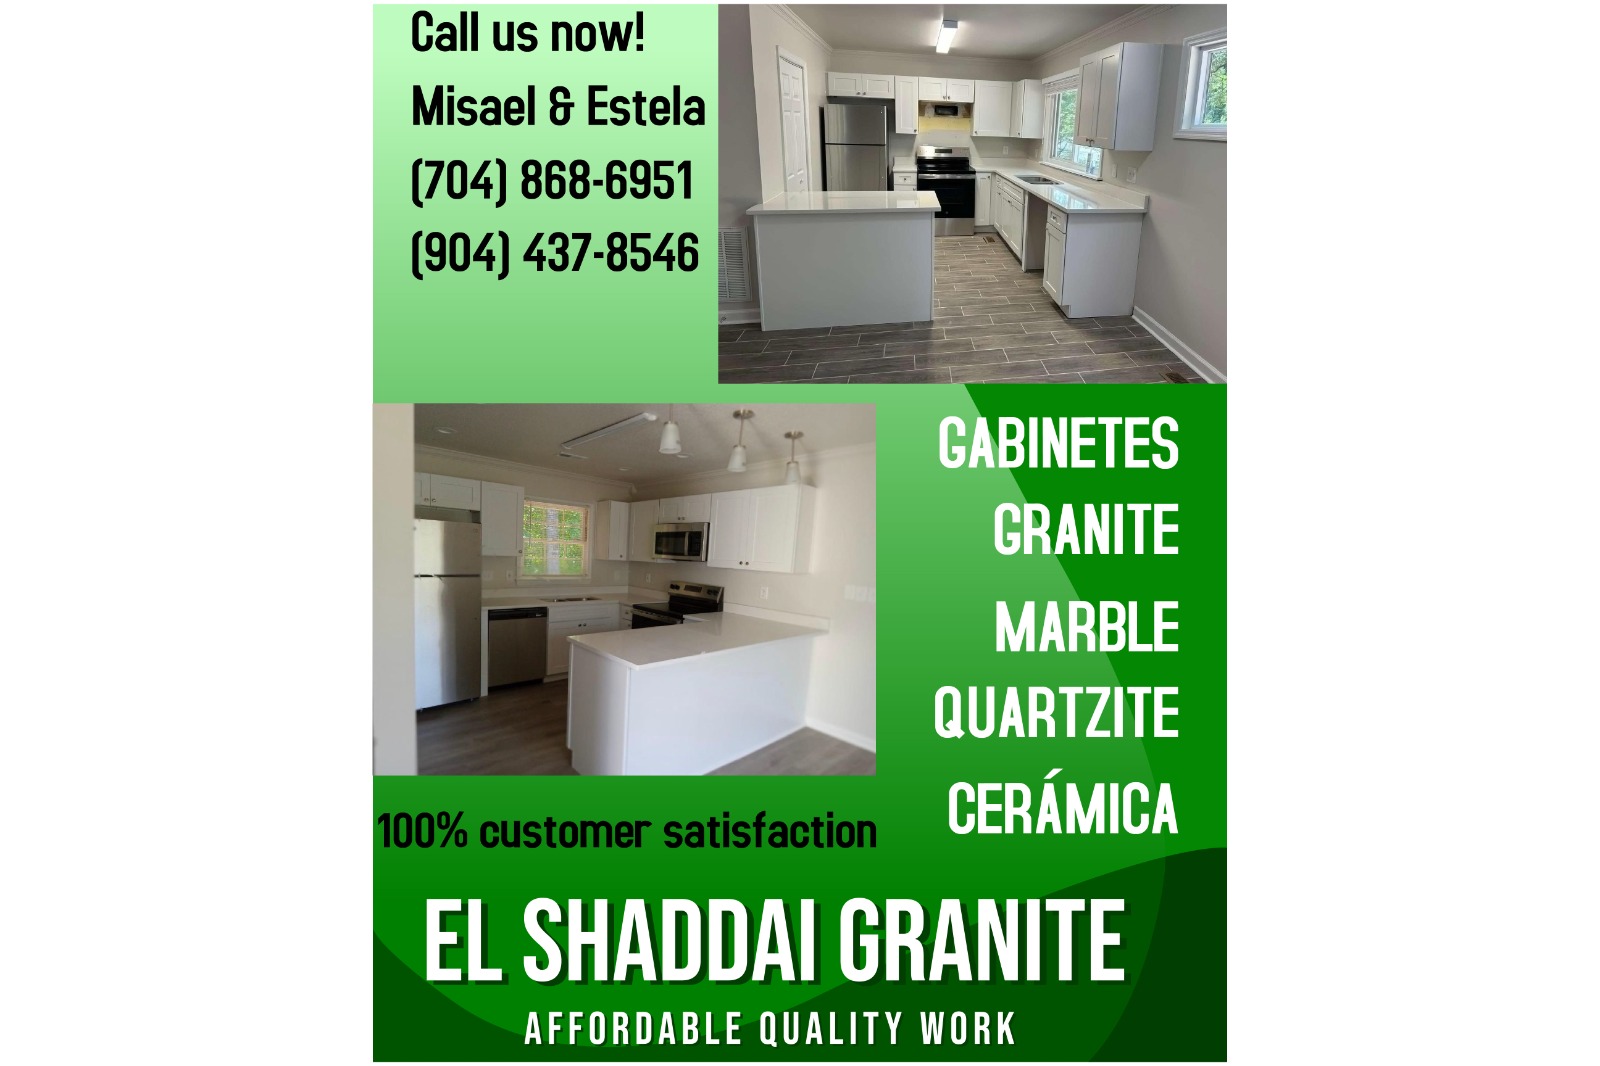 Call us now!
Misael & Estela
(704) 868-6951
(904) 437-8546
GABINETES
GRANITE
MARBLE
QUARTZITE
CERÁMICA
100% customer satisfaction
EL SHADDAI GRANITE
AFFORDABLE QUALITY WORK